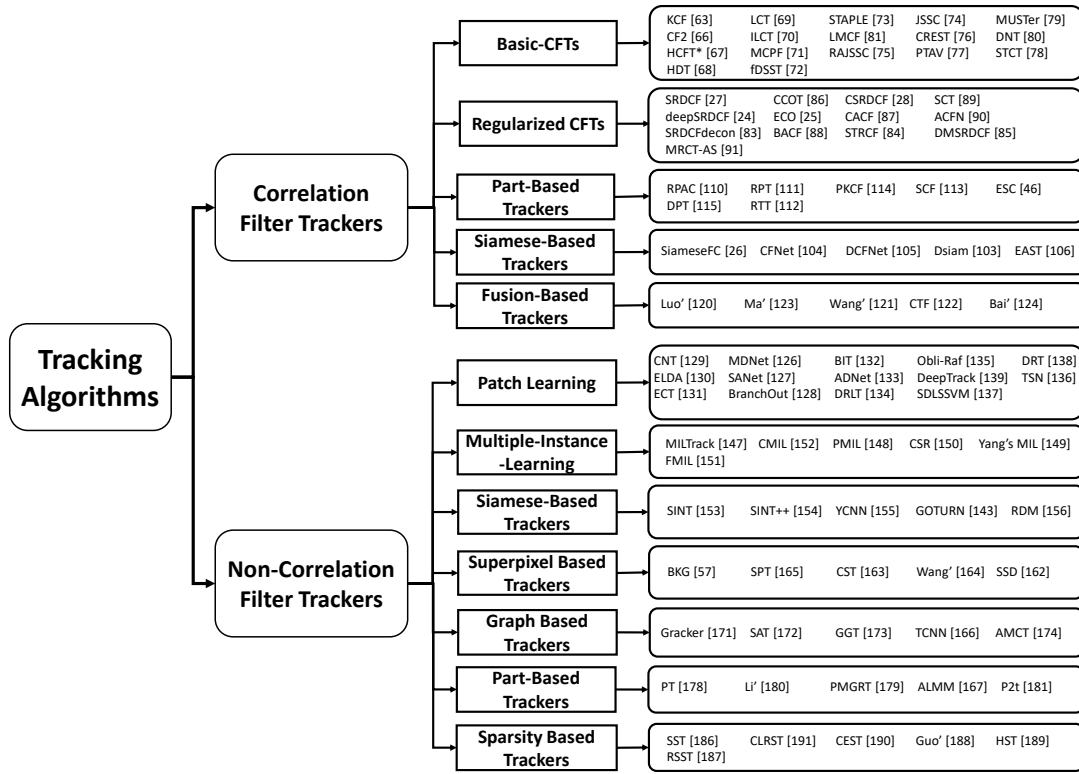 Tracking
Algorithms
Correlation
Filter Trackers
Basic-CFTs
KCF [63] LCT [69] STAPLE [73] JSSC [74] MUSTer [79]
CF2 [66] ILCT [70] LMCF [81] CREST [76] DNT [80]
HCFT* [67] MCPF [71] RAJSSC [75] PTAV [77] STCT [78]
HDT [68] fDSST [72]
Regularized CFTs
SRDCF [27] CCOT [86] CSRDCF [28] SCT [89]
deepSRDCF [24] ECO [25] CACF [87] ACFN [90]
SRDCFdecon [83] BACF [88] STRCF [84] DMSRDCF [85]
MRCT-AS [91]
Part-Based
Trackers
RPAC [110] RPT [111] PKCF [114] SCF [113] ESC [46]
DPT [115] RTT [112]
Siamese-Based
Trackers
SiameseFC [26] CFNet [104] DCFNet [105] Dsiam [103] EAST [106]
Fusion-Based
Trackers
Luo' [120] Ma' [123] Wang' [121] CTF [122] Bai' [124]
Non-Correlation
Filter Trackers
Patch Learning
CNT [129] MDNet [126] BIT [132] Obli-Raf [135] DRT [138]
ELDA [130] SANet [127] ADNet [133] DeepTrack [139] TSN [136]
ECT [131] BranchOut [128] DRLT [134] SDLSSVM [137]
Multiple-Instance
-Learning
MILTrack [147] CMIL [152] PMIL [148] CSR [150] Yang's MIL [149]
FMIL [151]
Siamese-Based
Trackers
SINT [153] SINT++ [154] YCNN [155] GOTURN [143] RDM [156]
Superpixel Based
Trackers
BKG [57] SPT [165] CST [163] Wang' [164] SSD [162]
Graph Based
Trackers
Gracker [171] SAT [172] GGT [173] TCNN [166] AMCT [174]
Part-Based
Trackers
PT [178] Li' [180] PMGRT [179] ALMM [167] P2t [181]
Sparsity Based
Trackers
SST [186] CLRST [191] CEST [190] Guo' [188] HST [189]
RSST [187]